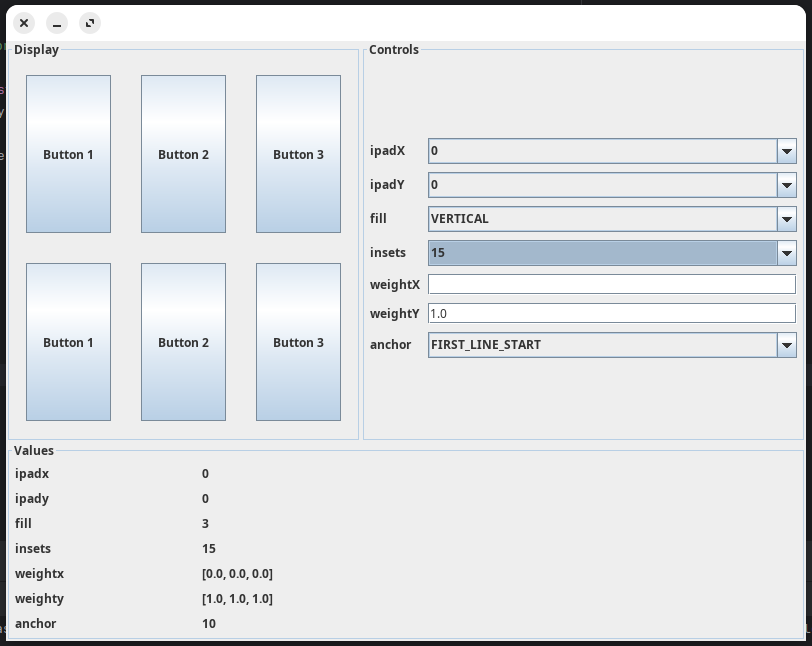 Display
Button 1 Button 2 Button 3
Button 1 Button 2 Button 3
Controls
ipadX 0
ipadY 0
fill VERTICAL
insets 15
weightX
weightY 1.0
anchor FIRST_LINE_START
Values
ipadx 0
ipady 0
fill 3
insets 15
weightx [0.0, 0.0, 0.0]
weighty [1.0, 1.0, 1.0]
anchor 10